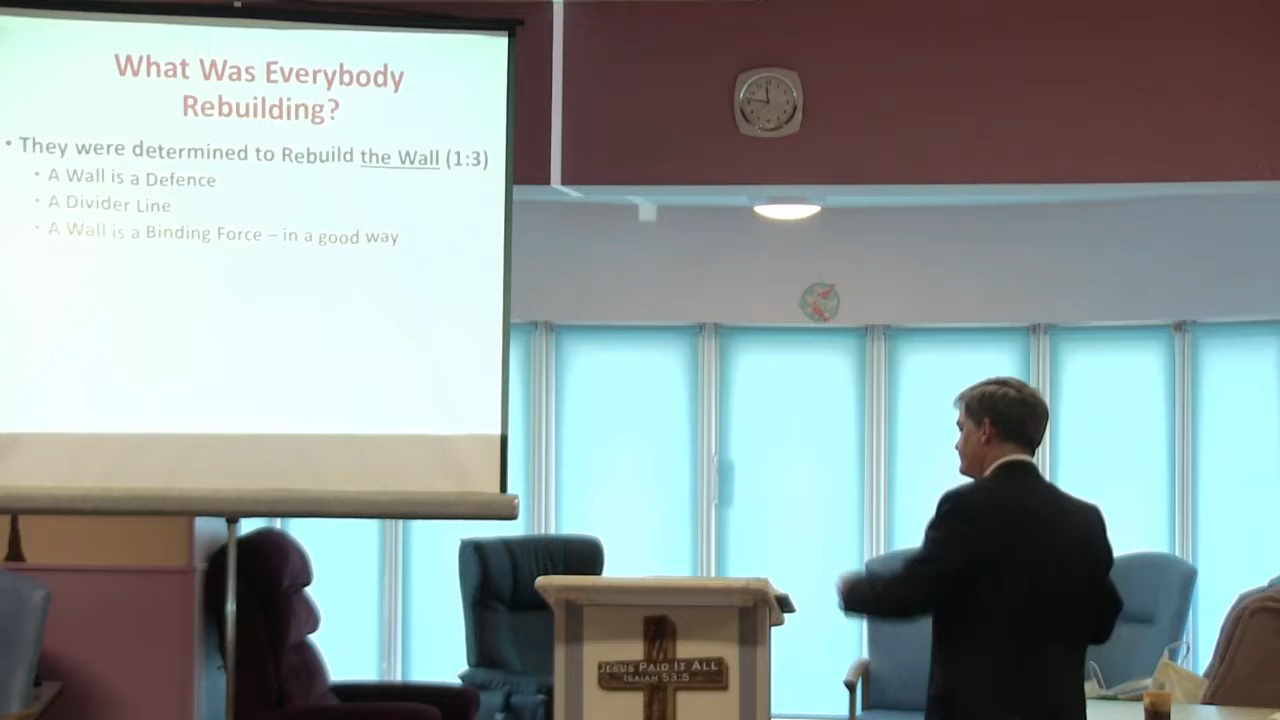 What Was Everybody
Rebuilding?
• They were determined to Rebuild the Wall (1:3)
• A Wall is a Defence
• A Divider Line
• A Wall is a Binding Force – in a good way
JESUS PAID IT ALL
ISAIAH 53:5